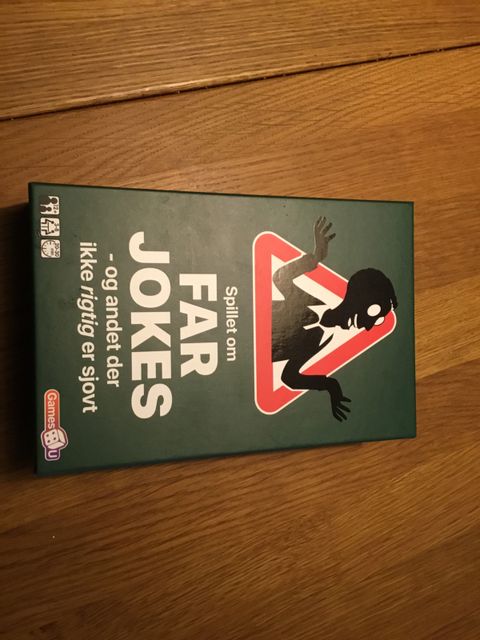 Spillet om
FAR
JOKES
- og andet der
ikke rigtig er sjovt
Games4U